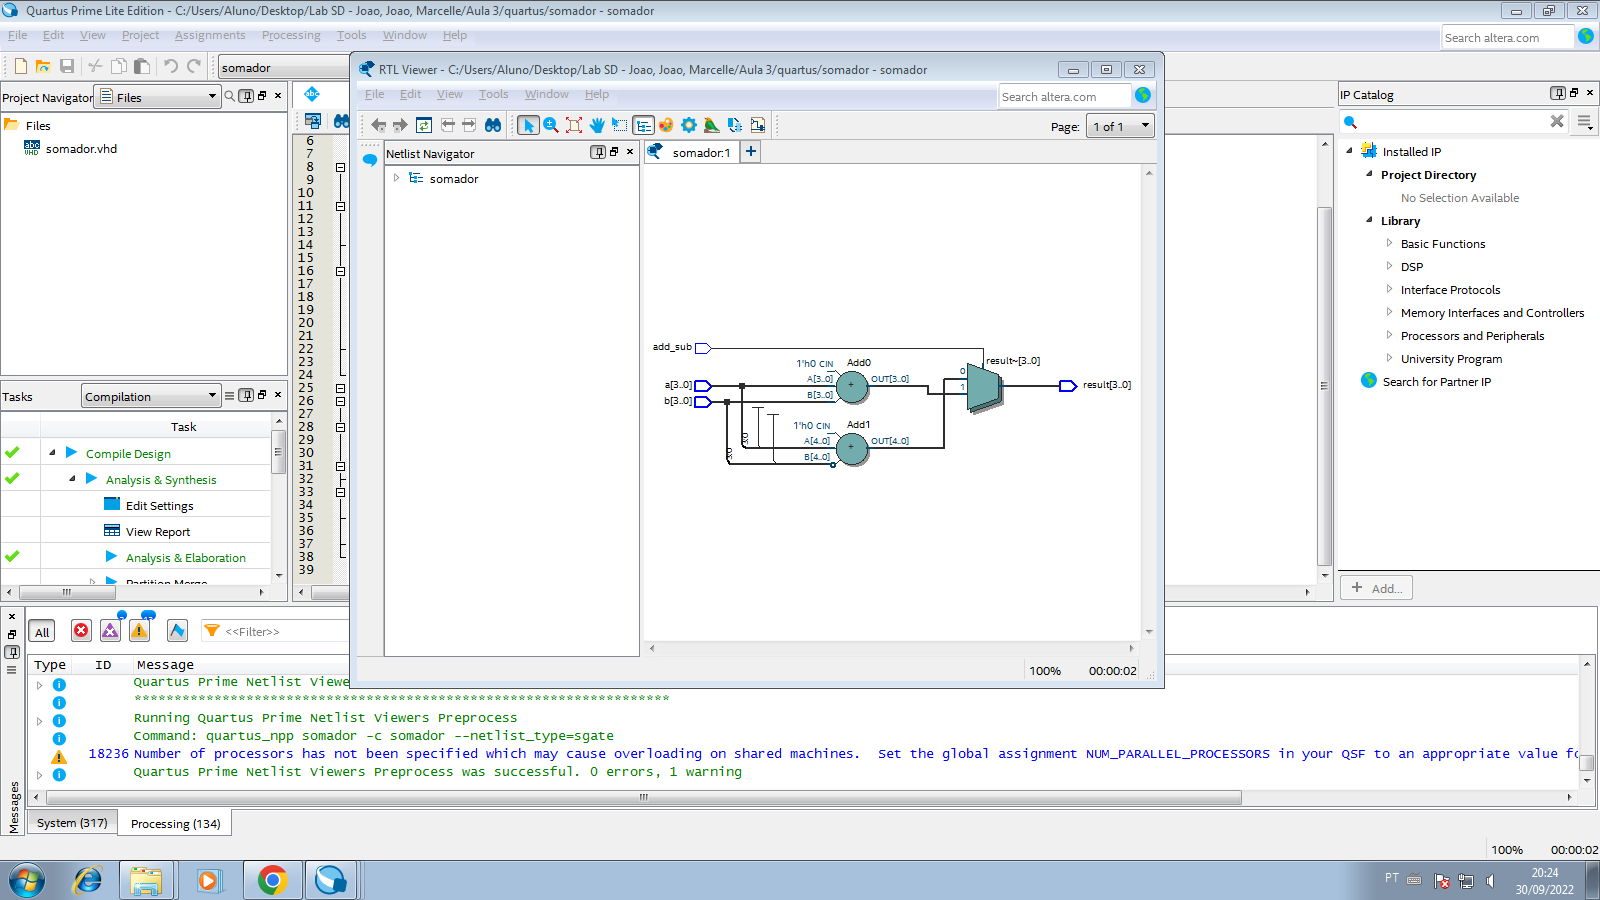 Quartus Prime Lite Edition - C:/Users/Aluno/Desktop/Lab SD - Joao, Joao, Marcelle/Aula 3/quartus/somador - somador
File Edit View Project Assignments Processing Tools Window Help
Search altera.com
somador
Project Navigator Files
Files
somador.vhd
Tasks Compilation
Task
Compile Design
Analysis & Synthesis
Edit Settings
View Report
Analysis & Elaboration
Partition Merge
6
7
8
9
10
11
12
13
14
15
16
17
18
19
20
21
22
23
24
25
26
27
28
29
30
31
32
33
34
35
36
37
38
39
RTL Viewer - C:/Users/Aluno/Desktop/Lab SD - Joao, Joao, Marcelle/Aula 3/quartus/somador - somador
File Edit View Tools Window Help
Search altera.com
Page: 1 of 1
Netlist Navigator
somador
somador:1
add_sub
a[3..0]
b[3..0]
1'h0 CIN
Add0
A[3..0]
B[3..0]
OUT[3..0]
1'h0 CIN
Add1
A[4..0]
B[4..0]
OUT[4..0]
result~[3..0]
0
1
result[3..0]
100% 00:00:02
IP Catalog
Installed IP
Project Directory
No Selection Available
Library
Basic Functions
DSP
Interface Protocols
Memory Interfaces and Controllers
Processors and Peripherals
University Program
Search for Partner IP
+ Add...
All
<<Filter>>
Type ID Message
Quartus Prime Netlist Viewe
*******************************************************************
Running Quartus Prime Netlist Viewers Preprocess
Command: quartus_npp somador -c somador --netlist_type=sgate
18236 Number of processors has not been specified which may cause overloading on shared machines.  Set the global assignment NUM_PARALLEL_PROCESSORS in your QSF to an appropriate value fo
Quartus Prime Netlist Viewers Preprocess was successful. 0 errors, 1 warning
Messages
System (317) Processing (134)
100% 00:00:02
PT
20:24
30/09/2022